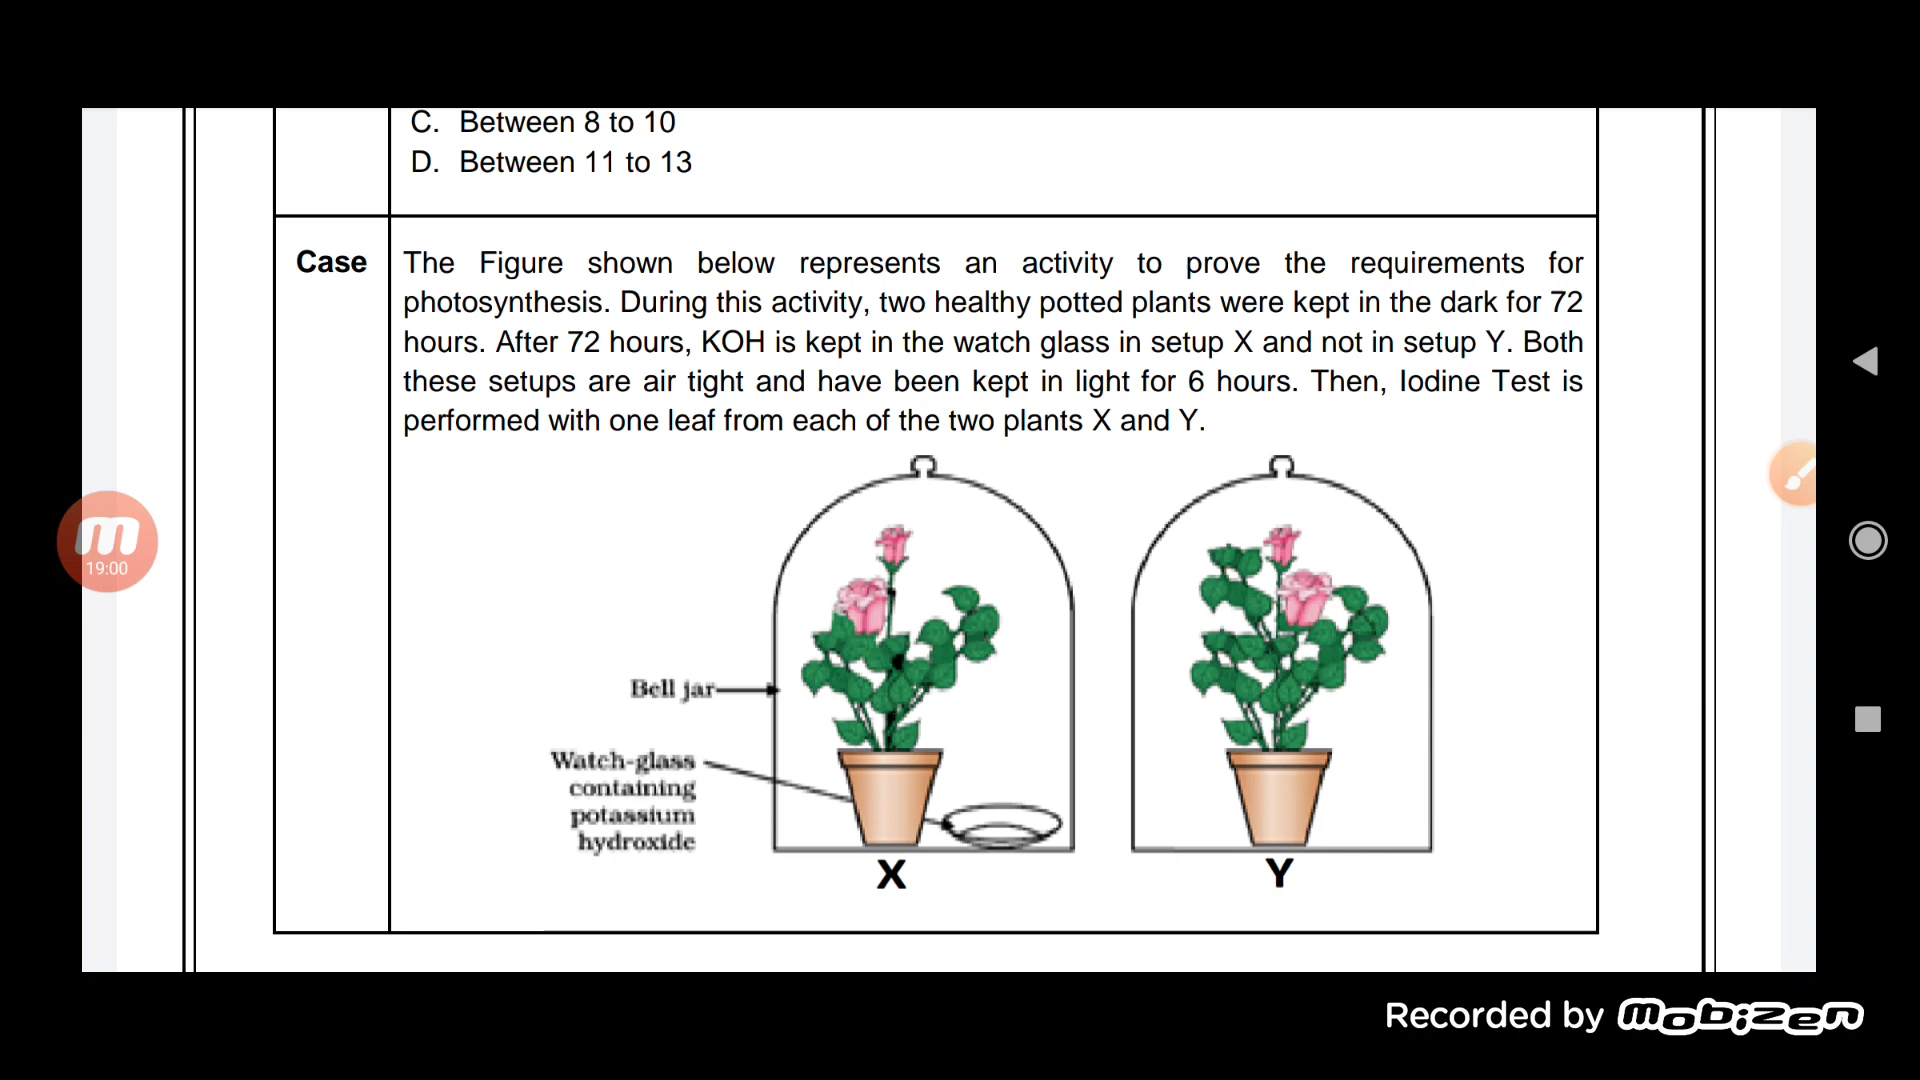 C. Between 8 to 10
D. Between 11 to 13
Case
The Figure shown below represents an activity to prove the requirements for
photosynthesis. During this activity, two healthy potted plants were kept in the dark for 72
hours. After 72 hours, KOH is kept in the watch glass in setup X and not in setup Y. Both
these setups are air tight and have been kept in light for 6 hours. Then, Iodine Test is
performed with one leaf from each of the two plants X and Y.
19:00
Bell jar
Watch-glass
containing
potassium
hydroxide
X
Y
Recorded by mobizen